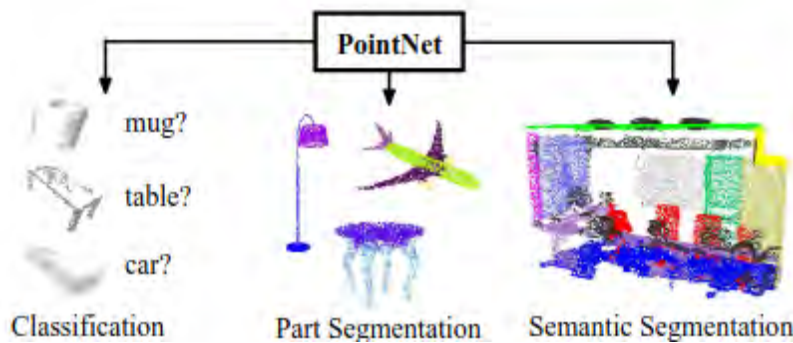 PointNet
mug?
table?
car?
Classification
Part Segmentation
Semantic Segmentation